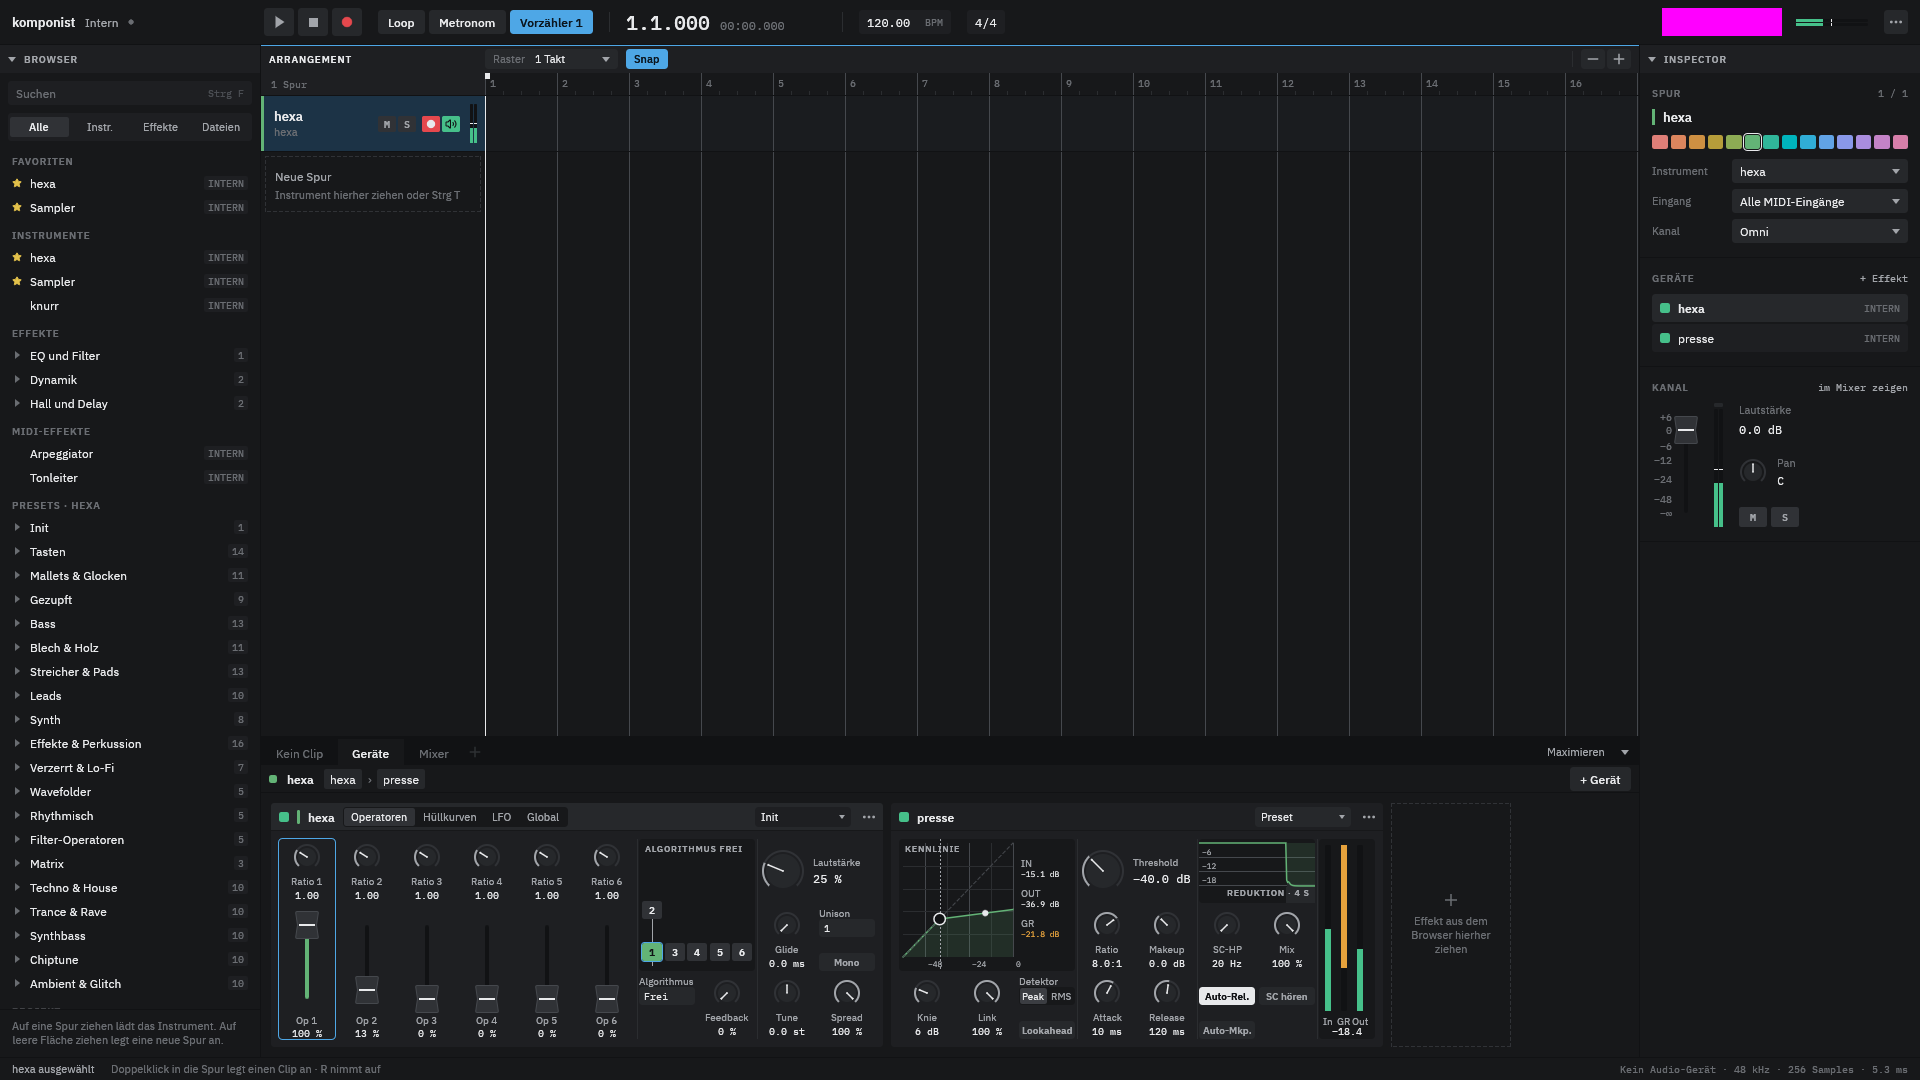 komponist Intern
Loop Metronom Vorzähler 1
1.1.000 00:00.000
120.00 BPM 4/4
BROWSER
Suchen Strg F
Alle Instr. Effekte Dateien
FAVORITEN
hexa INTERN
Sampler INTERN
INSTRUMENTE
hexa INTERN
Sampler INTERN
knurr INTERN
EFFEKTE
EQ und Filter 1
Dynamik 2
Hall und Delay 2
MIDI-EFFEKTE
Arpeggiator INTERN
Tonleiter INTERN
PRESETS · HEXA
Init 1
Tasten 14
Mallets & Glocken 11
Gezupft 9
Bass 8
Blech & Holz 11
Streicher & Pads 13
Leads 10
Synth 8
Effekte & Perkussion 16
Verzerrt & Lo-Fi 7
Wavefolder 5
Rhythmisch 5
Filter-Operatoren 5
Matrix 3
Techno & House 10
Trance & Rave 10
Synthbass 10
Chiptune 10
Ambient & Glitch 10
Auf eine Spur ziehen lädt das Instrument. Auf
leere Fläche ziehen legt eine neue Spur an.
ARRANGEMENT Raster 1 Takt Snap
1 Spur
1 2 3 4 5 6 7 8 9 10 11 12 13 14 15 16
hexa
hexa
M S
Neue Spur
Instrument hierher ziehen oder Strg T
Kein Clip Geräte Mixer
Maximieren
hexa hexa › presse
+ Gerät
hexa Operatoren Hüllkurven LFO Global Init
Ratio 1 Ratio 2 Ratio 3 Ratio 4 Ratio 5 Ratio 6
1.00 1.00 1.00 1.00 1.00 1.00
Op 1 Op 2 Op 3 Op 4 Op 5 Op 6
100 % 13 % 0 % 0 % 0 % 0 %
ALGORITHMUS FREI
2
1 3 4 5 6
Algorithmus
Frei
Feedback
0 %
Lautstärke
25 %
Unison
1
Glide
0.0 ms
Mono
Tune
0.0 st
Spread
100 %
presse Preset
KENNLINIE
-48 -24 0
IN
-15.1 dB
OUT
-36.9 dB
GR
-21.8 dB
Knie
6 dB
Link
100 %
Detektor
Peak RMS
Lookahead
Threshold
-40.0 dB
Ratio
8.0:1
Makeup
0.0 dB
Attack
10 ms
Release
120 ms
-6
-12
-18
REDUKTION · 4 S
SC-HP
20 Hz
Mix
100 %
Auto-Rel. SC hören
Auto-Mkp.
In GR Out
-18.4
+
Effekt aus dem
Browser hierher
ziehen
INSPECTOR
SPUR 1 / 1
hexa
Instrument hexa
Eingang Alle MIDI-Eingänge
Kanal Omni
GERÄTE + Effekt
hexa INTERN
presse INTERN
KANAL im Mixer zeigen
+6
0
-6
-12
-24
-48
-∞
Lautstärke
0.0 dB
Pan
C
M S
hexa ausgewählt Doppelklick in die Spur legt einen Clip an · R nimmt auf
Kein Audio-Gerät · 48 kHz · 256 Samples · 5.3 ms